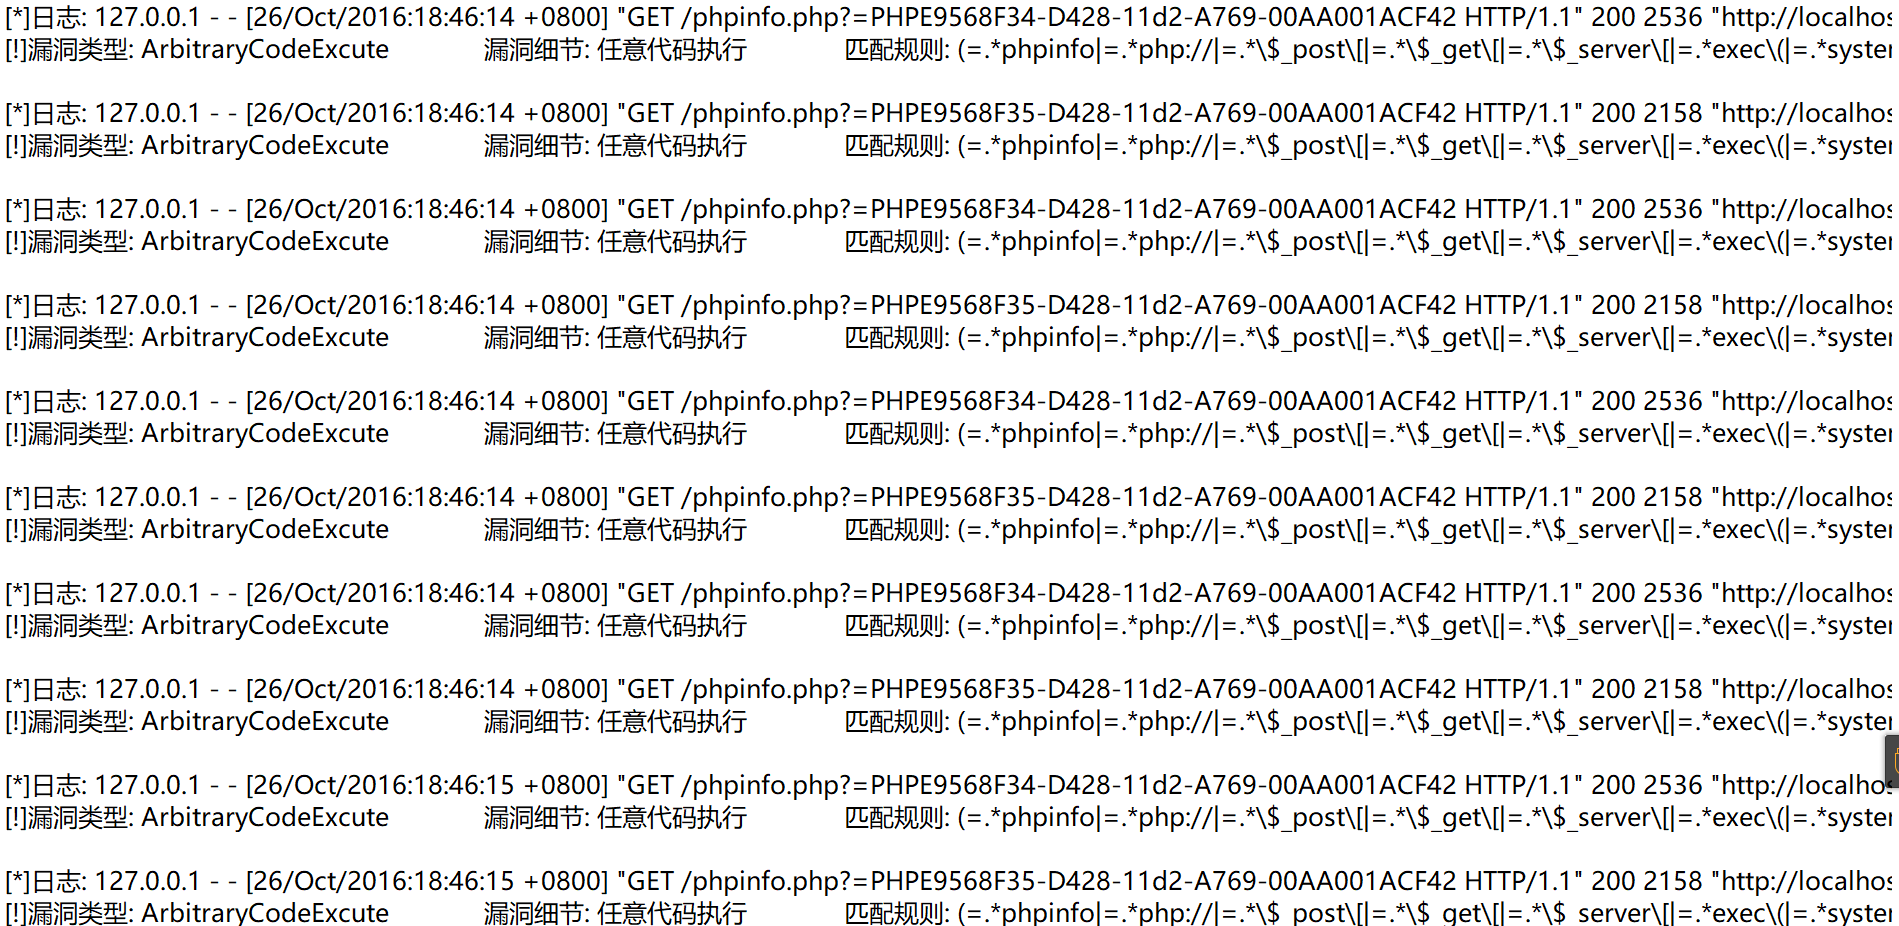 [*]日志: 127.0.0.1 - - [26/Oct/2016:18:46:14 +0800] "GET /phpinfo.php?=PHPE9568F34-D428-11d2-A769-00AA001ACF42 HTTP/1.1" 200 2536 "http://localhos
[!]漏洞类型: ArbitraryCodeExcute 漏洞细节: 任意代码执行 匹配规则: (=.*phpinfo|=.*php://|=.*\$_post\[|=.*\$_get\[|=.*\$_server\[|=.*exec\(|=.*system
[*]日志: 127.0.0.1 - - [26/Oct/2016:18:46:14 +0800] "GET /phpinfo.php?=PHPE9568F35-D428-11d2-A769-00AA001ACF42 HTTP/1.1" 200 2158 "http://localhos
[!]漏洞类型: ArbitraryCodeExcute 漏洞细节: 任意代码执行 匹配规则: (=.*phpinfo|=.*php://|=.*\$_post\[|=.*\$_get\[|=.*\$_server\[|=.*exec\(|=.*system
[*]日志: 127.0.0.1 - - [26/Oct/2016:18:46:14 +0800] "GET /phpinfo.php?=PHPE9568F34-D428-11d2-A769-00AA001ACF42 HTTP/1.1" 200 2536 "http://localhos
[!]漏洞类型: ArbitraryCodeExcute 漏洞细节: 任意代码执行 匹配规则: (=.*phpinfo|=.*php://|=.*\$_post\[|=.*\$_get\[|=.*\$_server\[|=.*exec\(|=.*system
[*]日志: 127.0.0.1 - - [26/Oct/2016:18:46:14 +0800] "GET /phpinfo.php?=PHPE9568F35-D428-11d2-A769-00AA001ACF42 HTTP/1.1" 200 2158 "http://localhos
[!]漏洞类型: ArbitraryCodeExcute 漏洞细节: 任意代码执行 匹配规则: (=.*phpinfo|=.*php://|=.*\$_post\[|=.*\$_get\[|=.*\$_server\[|=.*exec\(|=.*system
[*]日志: 127.0.0.1 - - [26/Oct/2016:18:46:14 +0800] "GET /phpinfo.php?=PHPE9568F34-D428-11d2-A769-00AA001ACF42 HTTP/1.1" 200 2536 "http://localhos
[!]漏洞类型: ArbitraryCodeExcute 漏洞细节: 任意代码执行 匹配规则: (=.*phpinfo|=.*php://|=.*\$_post\[|=.*\$_get\[|=.*\$_server\[|=.*exec\(|=.*system
[*]日志: 127.0.0.1 - - [26/Oct/2016:18:46:14 +0800] "GET /phpinfo.php?=PHPE9568F35-D428-11d2-A769-00AA001ACF42 HTTP/1.1" 200 2158 "http://localhos
[!]漏洞类型: ArbitraryCodeExcute 漏洞细节: 任意代码执行 匹配规则: (=.*phpinfo|=.*php://|=.*\$_post\[|=.*\$_get\[|=.*\$_server\[|=.*exec\(|=.*system
[*]日志: 127.0.0.1 - - [26/Oct/2016:18:46:14 +0800] "GET /phpinfo.php?=PHPE9568F34-D428-11d2-A769-00AA001ACF42 HTTP/1.1" 200 2536 "http://localhos
[!]漏洞类型: ArbitraryCodeExcute 漏洞细节: 任意代码执行 匹配规则: (=.*phpinfo|=.*php://|=.*\$_post\[|=.*\$_get\[|=.*\$_server\[|=.*exec\(|=.*system
[*]日志: 127.0.0.1 - - [26/Oct/2016:18:46:14 +0800] "GET /phpinfo.php?=PHPE9568F35-D428-11d2-A769-00AA001ACF42 HTTP/1.1" 200 2158 "http://localhos
[!]漏洞类型: ArbitraryCodeExcute 漏洞细节: 任意代码执行 匹配规则: (=.*phpinfo|=.*php://|=.*\$_post\[|=.*\$_get\[|=.*\$_server\[|=.*exec\(|=.*system
[*]日志: 127.0.0.1 - - [26/Oct/2016:18:46:15 +0800] "GET /phpinfo.php?=PHPE9568F34-D428-11d2-A769-00AA001ACF42 HTTP/1.1" 200 2536 "http://localhos
[!]漏洞类型: ArbitraryCodeExcute 漏洞细节: 任意代码执行 匹配规则: (=.*phpinfo|=.*php://|=.*\$_post\[|=.*\$_get\[|=.*\$_server\[|=.*exec\(|=.*system
[*]日志: 127.0.0.1 - - [26/Oct/2016:18:46:15 +0800] "GET /phpinfo.php?=PHPE9568F35-D428-11d2-A769-00AA001ACF42 HTTP/1.1" 200 2158 "http://localhos
[!]漏洞类型: ArbitraryCodeExcute 漏洞细节: 任意代码执行 匹配规则: (=.*phpinfo|=.*php://|=.*\$_post\[|=.*\$_get\[|=.*\$_server\[|=.*exec\(|=.*system